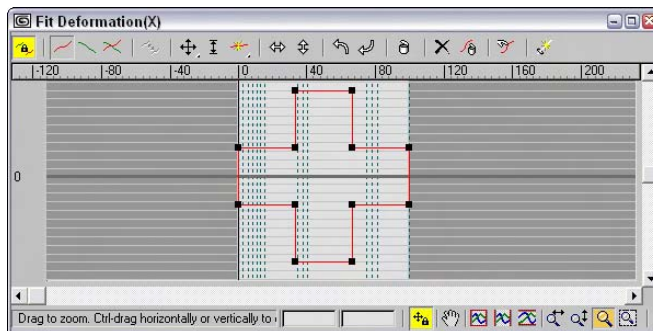 Fit Deformation(X)
-120 -80 -40 0 40 80 120 160 200
0
Drag to zoom. Ctrl-drag horizontally or vertically to